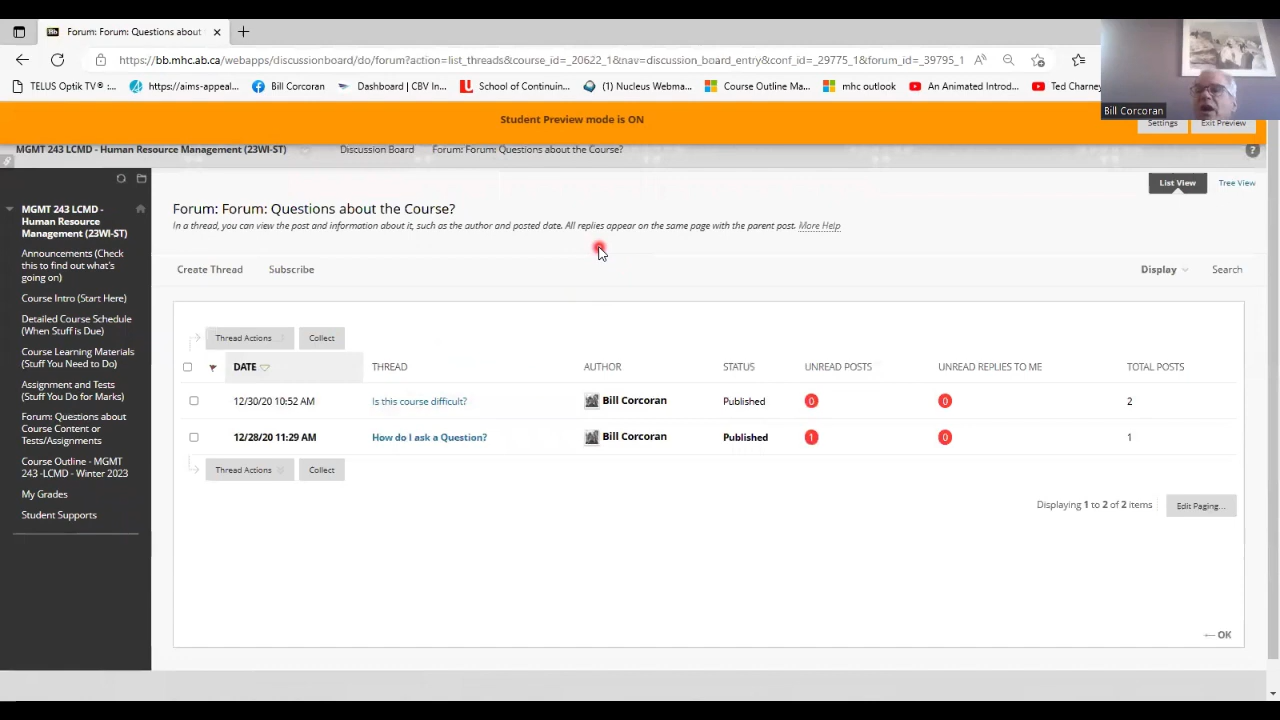 Forum: Forum: Questions about
https://bb.mhc.ab.ca/webapps/discussionboard/do/forum?action=list_threads&course_id=_20622_1&nav=discussion_board_entry&conf_id=_29775_1&forum_id=_39795_1
TELUS Optik TV® :... https://aims-appeal... Bill Corcoran Dashboard | CBV In... School of Continuin... (1) Nucleus Webma... Course Outline Ma... mhc outlook An Animated Introd... Ted Charney
Bill Corcoran
Student Preview mode is ON
Settings Exit Preview
MGMT 243 LCMD - Human Resource Management (23WI-ST) Discussion Board Forum: Forum: Questions about the Course?
List View Tree View
MGMT 243 LCMD -
Human Resource
Management (23WI-ST)
Announcements (Check
this to find out what's
going on)
Course Intro (Start Here)
Detailed Course Schedule
(When Stuff is Due)
Course Learning Materials
(Stuff You Need to Do)
Assignment and Tests
(Stuff You Do for Marks)
Forum: Questions about
Course Content or
Tests/Assignments
Course Outline - MGMT
243 -LCMD - Winter 2023
My Grades
Student Supports
Forum: Forum: Questions about the Course?
In a thread, you can view the post and information about it, such as the author and posted date. All replies appear on the same page with the parent post. More Help
Create Thread Subscribe Display Search
Thread Actions Collect
DATE THREAD AUTHOR STATUS UNREAD POSTS UNREAD REPLIES TO ME TOTAL POSTS
12/30/20 10:52 AM Is this course difficult? Bill Corcoran Published 0 0 2
12/28/20 11:29 AM How do I ask a Question? Bill Corcoran Published 1 0 1
Thread Actions Collect
Displaying 1 to 2 of 2 items Edit Paging...
← OK